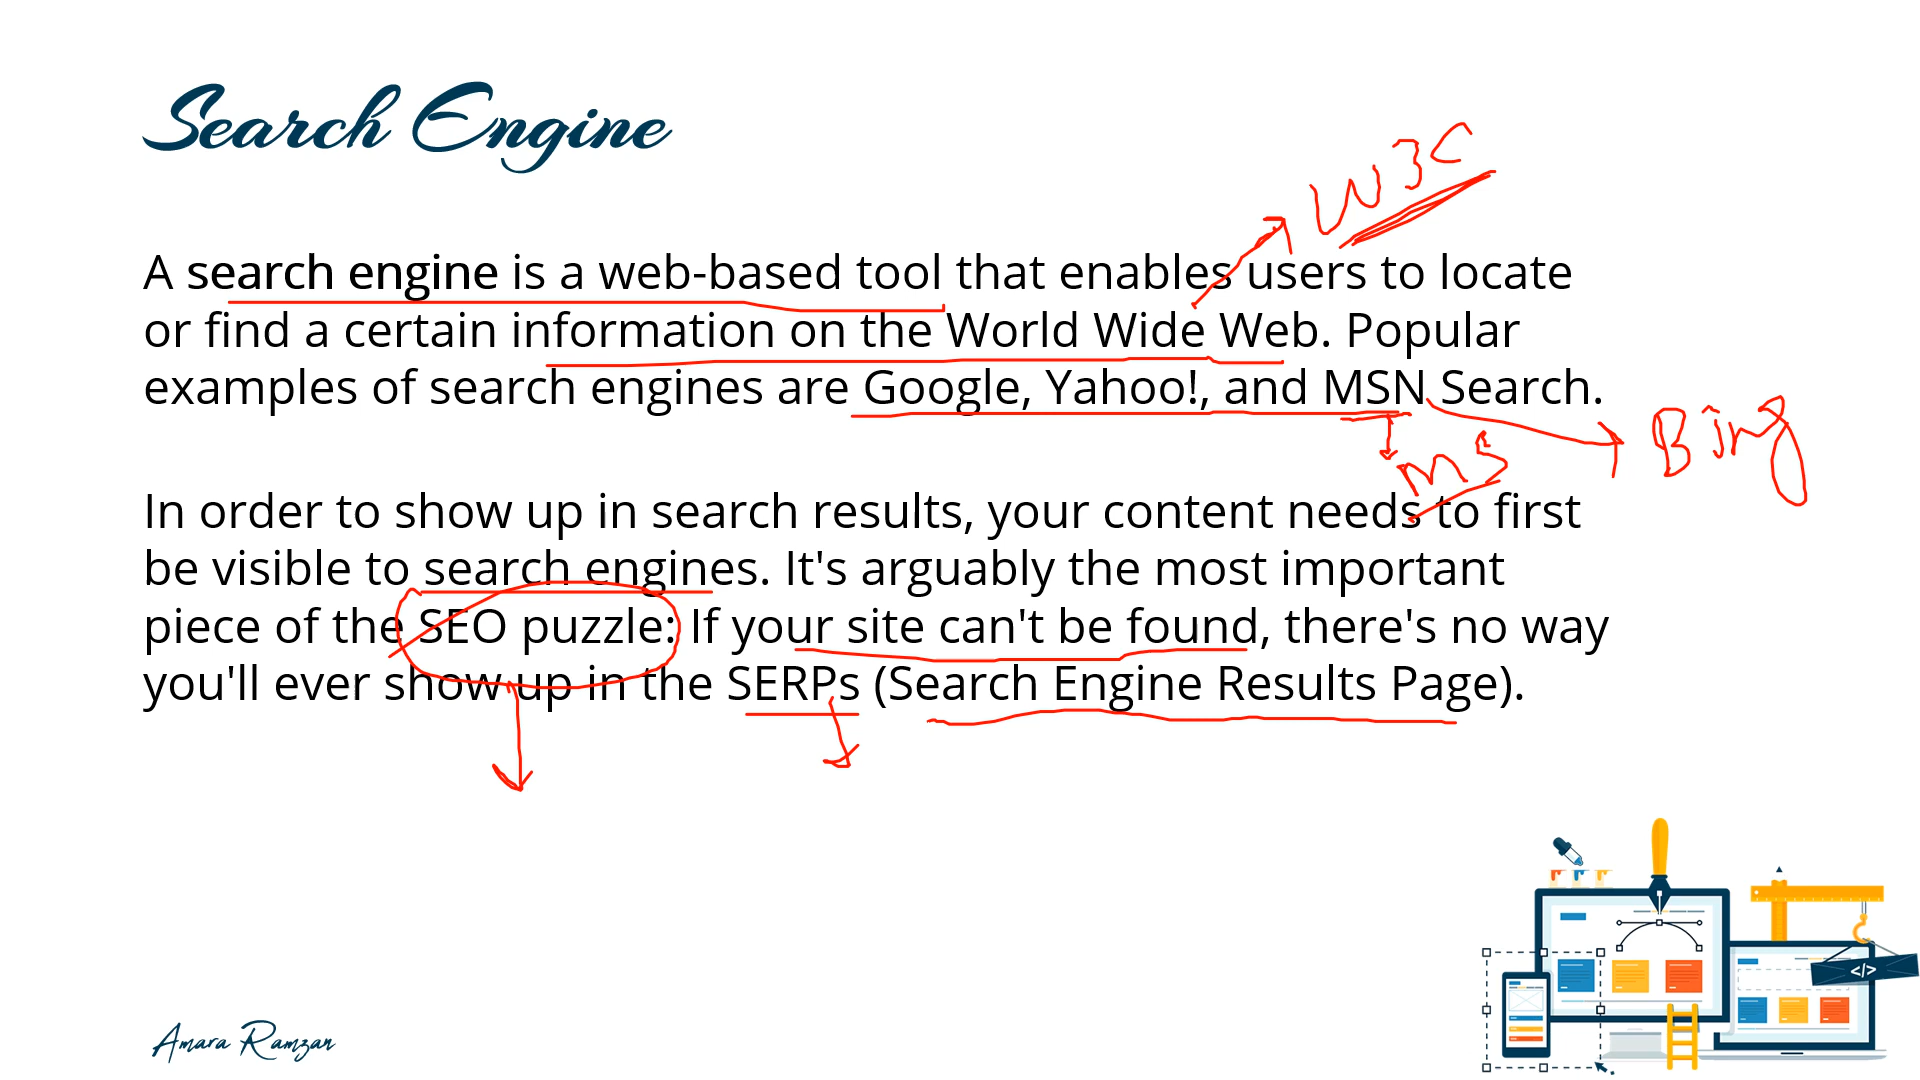 Search Engine
W3C
A search engine is a web-based tool that enables users to locate
or find a certain information on the World Wide Web. Popular
examples of search engines are Google, Yahoo!, and MSN Search.
Bing
MS
In order to show up in search results, your content needs to first
be visible to search engines. It's arguably the most important
piece of the SEO puzzle: If your site can't be found, there's no way
you'll ever show up in the SERPs (Search Engine Results Page).
</>
Amara Ramzan